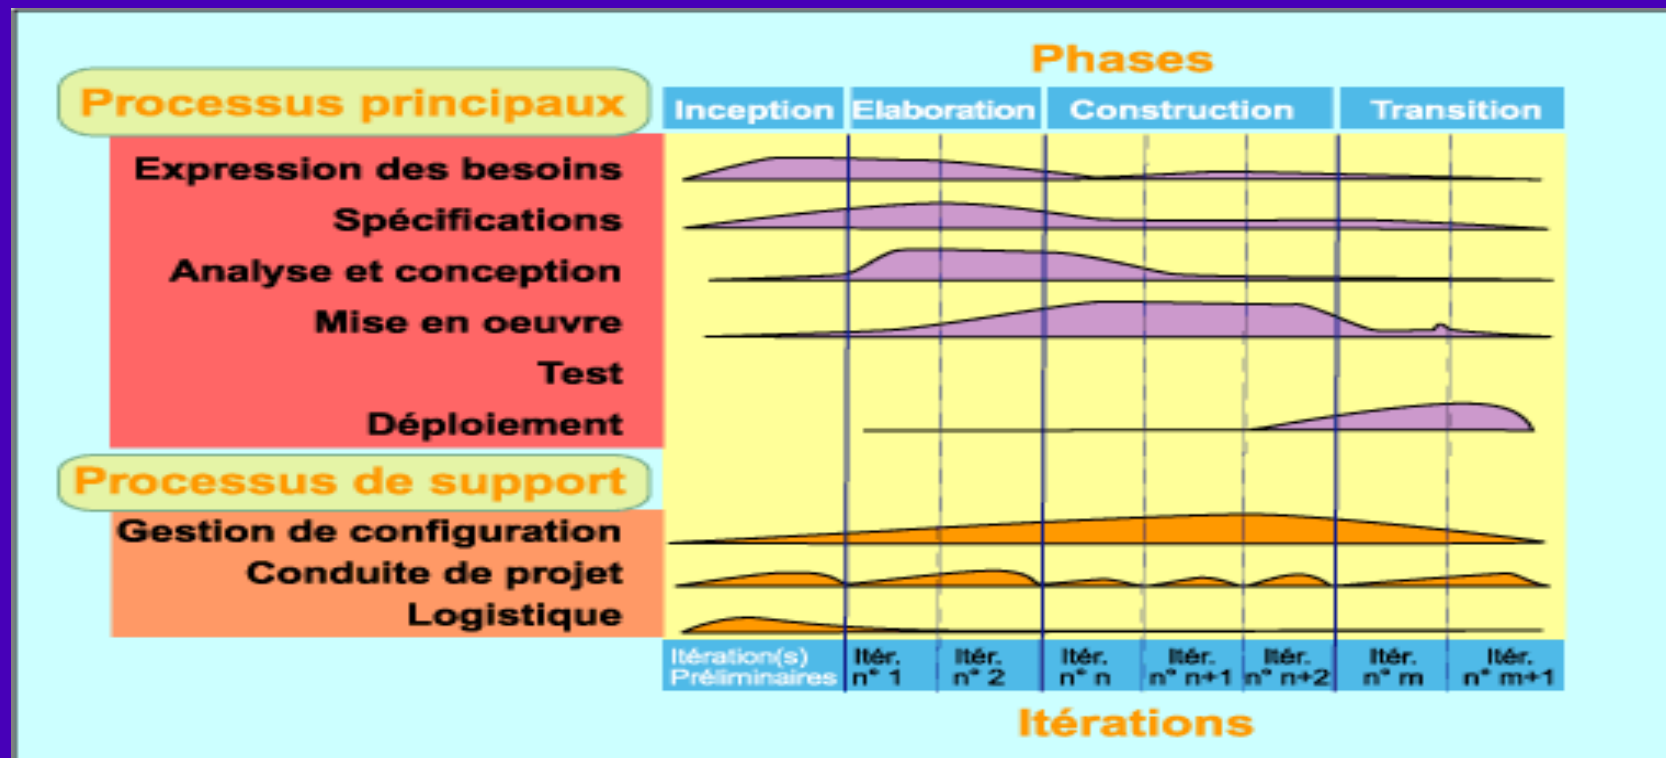 Phases
Processus principaux
Inception Elaboration Construction Transition
Expression des besoins
Spécifications
Analyse et conception
Mise en oeuvre
Test
Déploiement
Processus de support
Gestion de configuration
Conduite de projet
Logistique
Itération(s) Itér. Itér. Itér. Itér. Itér. Itér. Itér.
Préliminaires n° 1 n° 2 n° n n° n+1 n° n+2 n° m n° m+1
Itérations